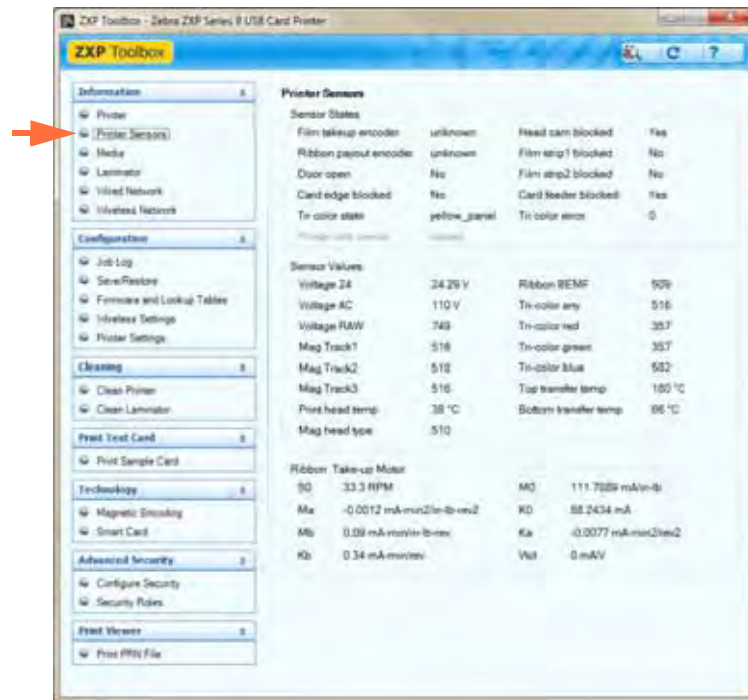 ZXP Toolbox - Zebra ZXP Series 8 USB Card Printer
ZXP Toolbox
Information
Printer
Printer Sensors
Media
Laminator
Wired Network
Wireless Network
Configuration
Job Log
Save/Restore
Firmware and Lookup Tables
Wireless Settings
Printer Settings
Cleaning
Clean Printer
Clean Laminator
Print Test Card
Print Sample Card
Technology
Magnetic Encoding
Smart Card
Advanced Security
Configure Security
Security Roles
Print Viewer
Print PRN File
Printer Sensors
Sensor States
Film takeup encoder unknown Head cam blocked Yes
Ribbon payout encoder unknown Film strip1 blocked No
Door open No Film strip2 blocked No
Card edge blocked No Card feeder blocked Yes
Tri color state yellow_panel Tri color error 0
Sensor Values
Voltage 24 24.29 V Ribbon BEMF 509
Voltage AC 110 V Tri-color any 516
Voltage RAW 749 Tri-color red 357
Mag Track1 518 Tri-color green 357
Mag Track2 518 Tri-color blue 582
Mag Track3 516 Top transfer temp 180 °C
Print head temp 38 °C Bottom transfer temp 86 °C
Mag head type 510
Ribbon Take-up Motor
S0 33.3 RPM M0 111.7889 mA/in-lb
Ma -0.0012 mA-min2/in-lb-rev2 K0 88.2434 mA
Mb 0.09 mA-min/in-lb-rev Ka -0.0077 mA-min2/rev2
Kb 0.34 mA-min/rev 0 mA/V